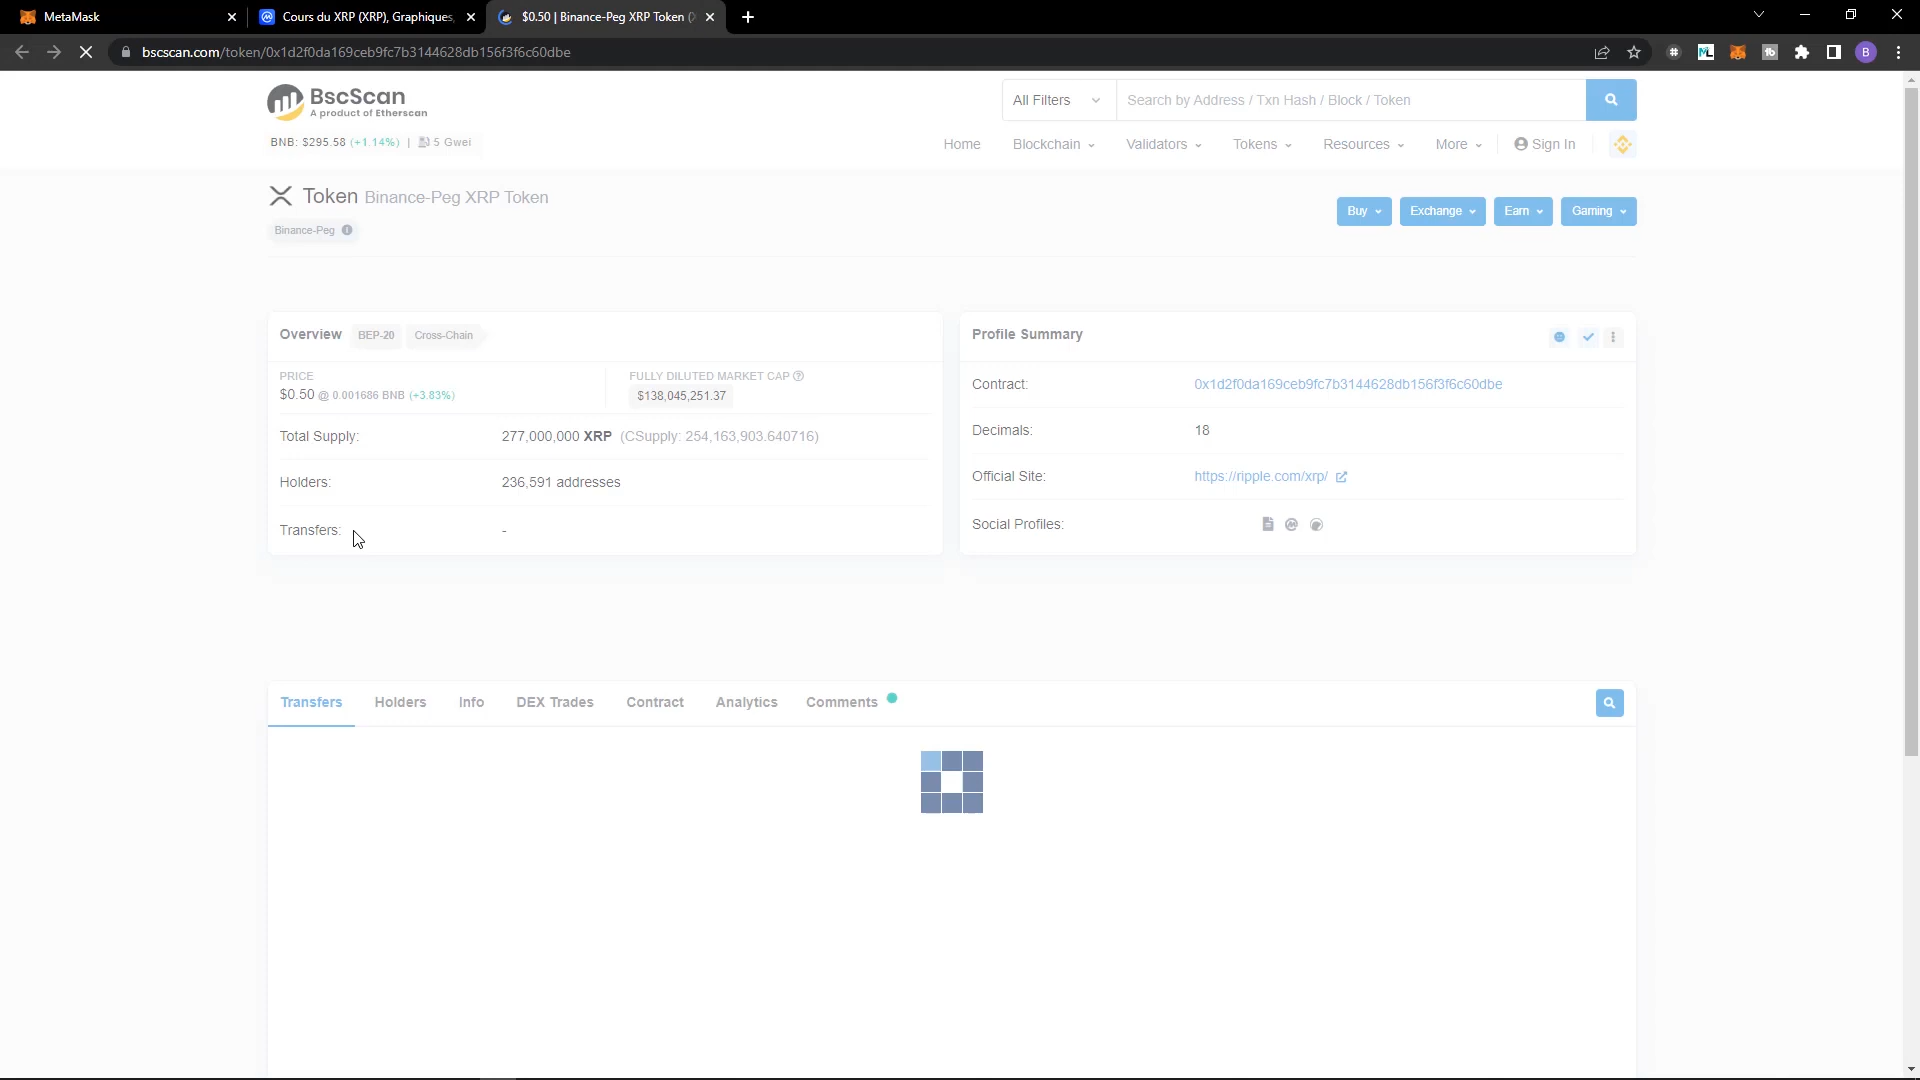 MetaMask
Cours du XRP (XRP), Graphiques,
$0.50 | Binance-Peg XRP Token (
bscscan.com/token/0x1d2f0da169ceb9fc7b3144628db156f3f6c60dbe
BscScan
A product of Etherscan
All Filters
Search by Address / Txn Hash / Block / Token
BNB: $295.58 (+1.14%) | 5 Gwei
Home Blockchain Validators Tokens Resources More Sign In
Token Binance-Peg XRP Token
Binance-Peg
Buy Exchange Earn Gaming
Overview BEP-20 Cross-Chain
PRICE
$0.50 @ 0.001686 BNB (+3.83%)
FULLY DILUTED MARKET CAP
$138,045,251.37
Total Supply: 277,000,000 XRP (CSupply: 254,163,903.640716)
Holders: 236,591 addresses
Transfers: -
Profile Summary
Contract: 0x1d2f0da169ceb9fc7b3144628db156f3f6c60dbe
Decimals: 18
Official Site: https://ripple.com/xrp/
Social Profiles:
Transfers Holders Info DEX Trades Contract Analytics Comments
ML
tb
B